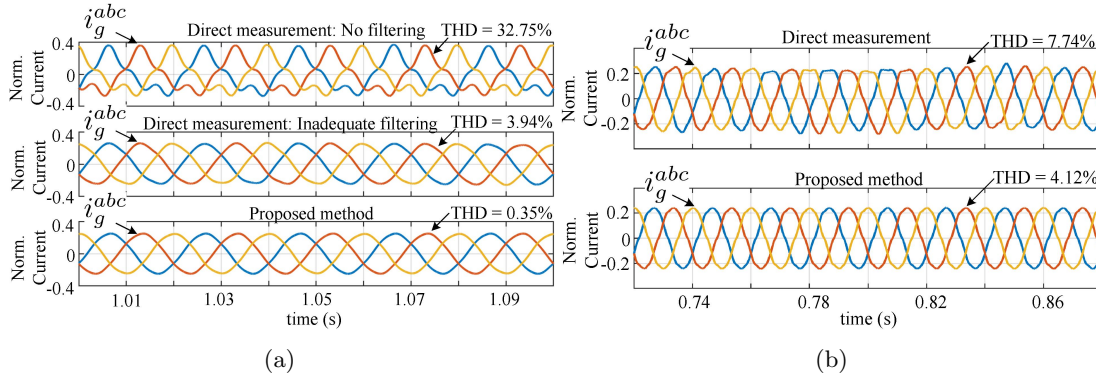 i_g^{abc}
Direct measurement: No filtering
THD = 32.75%
0.4
0
-0.4
Norm.
Current
i_g^{abc}
Direct measurement: Inadequate filtering
THD = 3.94%
0.4
0
-0.4
Norm.
Current
i_g^{abc}
Proposed method
THD = 0.35%
0.4
0
-0.4
Norm.
Current
1.01 1.03 1.05 1.07 1.09
time (s)
(a)
i_g^{abc}
Direct measurement
THD = 7.74%
0.2
0
-0.2
Norm.
Current
i_g^{abc}
Proposed method
THD = 4.12%
0.2
0
-0.2
Norm.
Current
0.74 0.78 0.82 0.86
time (s)
(b)